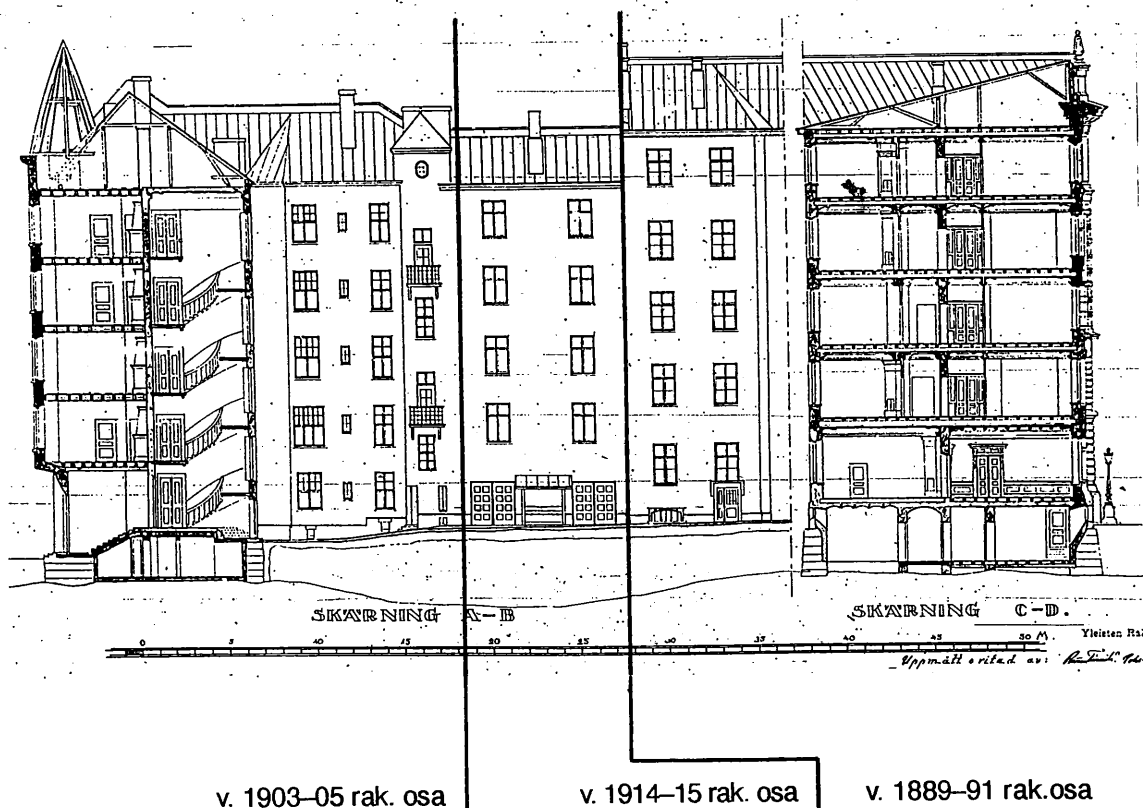 SKÄRNING A–B
SKÄRNING C–D.
0 5 10 15 20 25 30 35 40 45 50 M.
Yleisten
Uppmätt o ritad av:
v. 1903–05 rak. osa
v. 1914–15 rak. osa
v. 1889–91 rak.osa